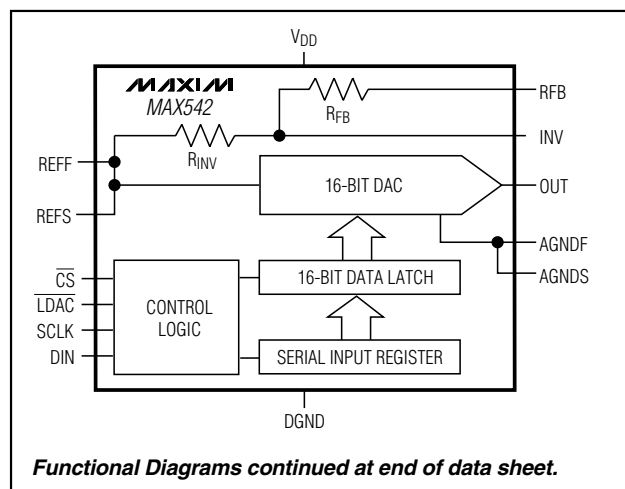 VDD
MAXIM
MAX542
RFB
RFB
INV
RINV
REFF
REFS
16-BIT DAC
OUT
AGNDF
AGNDS
CS
LDAC
SCLK
DIN
CONTROL
LOGIC
16-BIT DATA LATCH
SERIAL INPUT REGISTER
DGND
Functional Diagrams continued at end of data sheet.